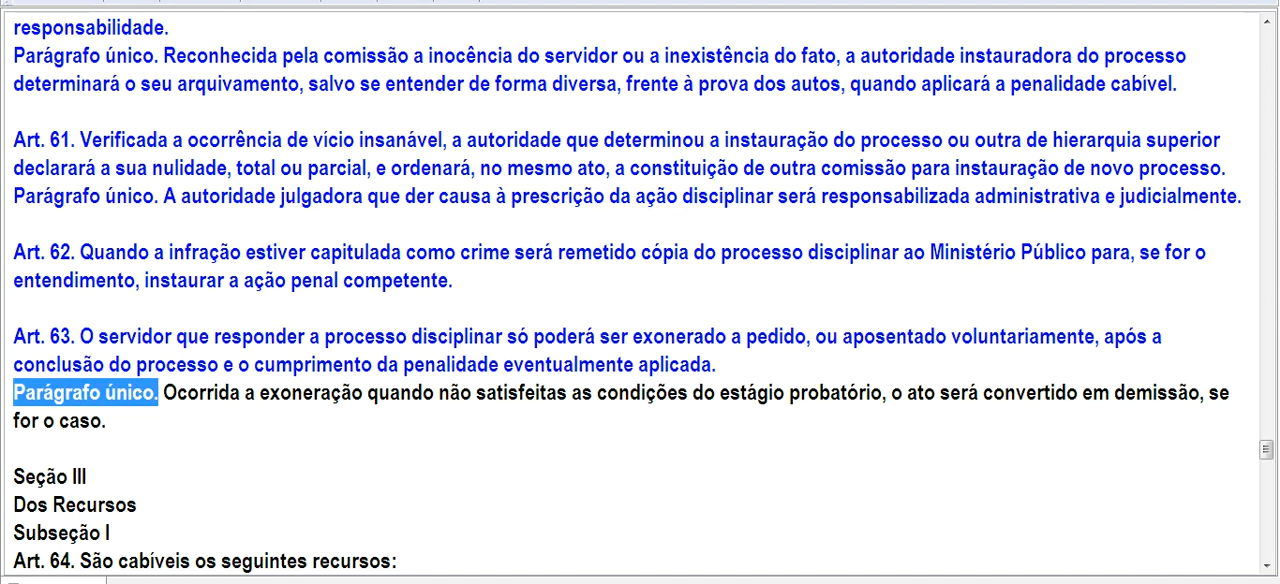 responsabilidade.
Parágrafo único. Reconhecida pela comissão a inocência do servidor ou a inexistência do fato, a autoridade instauradora do processo
determinará o seu arquivamento, salvo se entender de forma diversa, frente à prova dos autos, quando aplicará a penalidade cabível.
Art. 61. Verificada a ocorrência de vício insanável, a autoridade que determinou a instauração do processo ou outra de hierarquia superior
declarará a sua nulidade, total ou parcial, e ordenará, no mesmo ato, a constituição de outra comissão para instauração de novo processo.
Parágrafo único. A autoridade julgadora que der causa à prescrição da ação disciplinar será responsabilizada administrativa e judicialmente.
Art. 62. Quando a infração estiver capitulada como crime será remetido cópia do processo disciplinar ao Ministério Público para, se for o
entendimento, instaurar a ação penal competente.
Art. 63. O servidor que responder a processo disciplinar só poderá ser exonerado a pedido, ou aposentado voluntariamente, após a
conclusão do processo e o cumprimento da penalidade eventualmente aplicada.
Parágrafo único. Ocorrida a exoneração quando não satisfeitas as condições do estágio probatório, o ato será convertido em demissão, se
for o caso.
Seção III
Dos Recursos
Subseção I
Art. 64. São cabíveis os seguintes recursos: